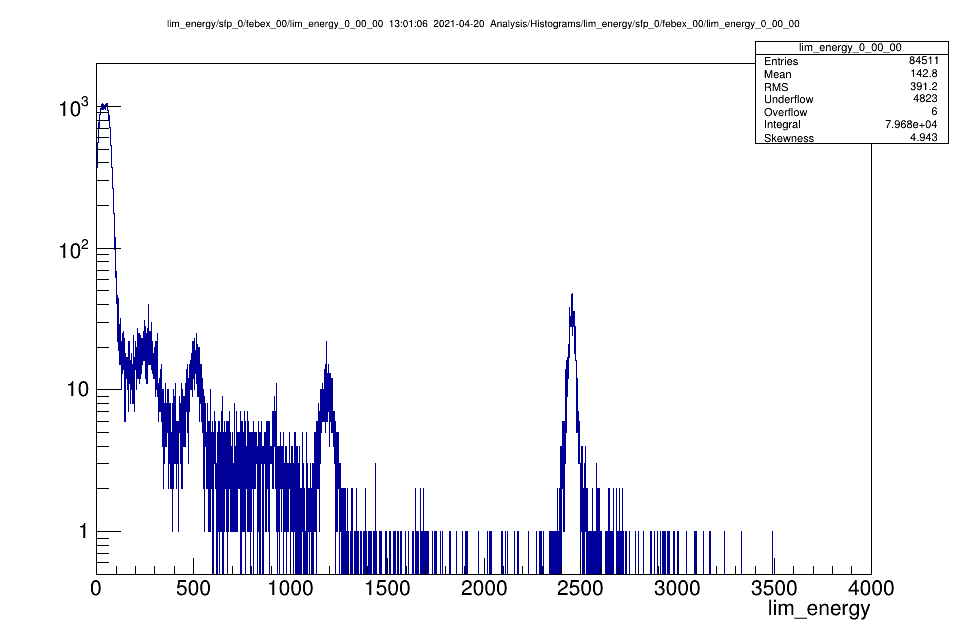 lim_energy/sfp_0/febex_00/lim_energy_0_00_00 13:01:06 2021-04-20 Analysis/Histograms/lim_energy/sfp_0/febex_00/lim_energy_0_00_00
lim_energy_0_00_00
Entries 84511
Mean 142.8
RMS 391.2
Underflow 4823
Overflow 6
Integral 7.968e+04
Skewness 4.943
10³
10²
10
1
0 500 1000 1500 2000 2500 3000 3500 4000
lim_energy